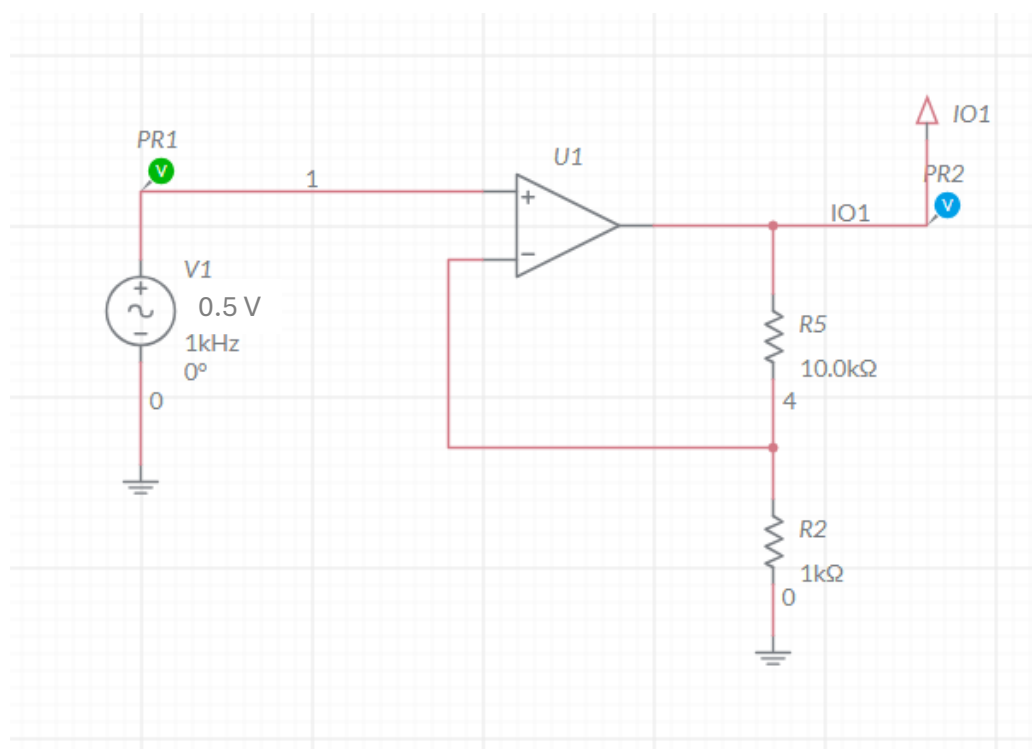 IO1
PR1
V
U1
PR2
V
1
+
IO1
−
V1
+
0.5 V
−
1kHz
0°
R5
10.0kΩ
0
4
R2
1kΩ
0